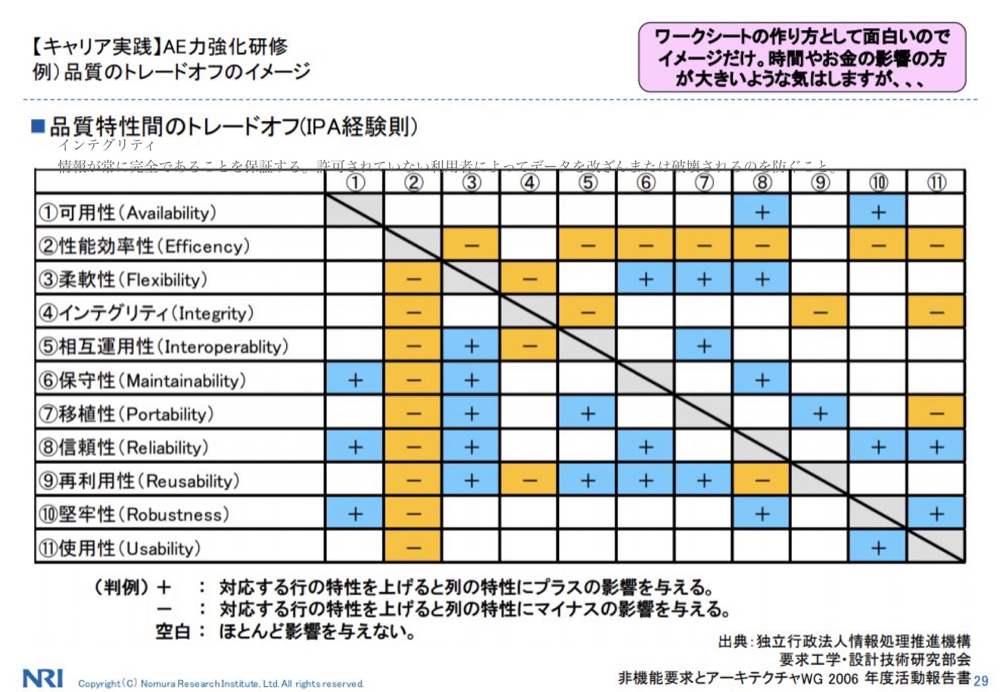 【キャリア実践】AE力強化研修
例）品質のトレードオフのイメージ
ワークシートの作り方として面白いので
イメージだけ。時間やお金の影響の方
が大きいような気はしますが、、、
■品質特性間のトレードオフ(IPA経験則)
インテグリティ
情報が常に完全であることを保証する。許可されていない利用者によってデータを改ざんまたは破壊されるのを防ぐこと。
① ② ③ ④ ⑤ ⑥ ⑦ ⑧ ⑨ ⑩ ⑪
①可用性(Availability) + +
②性能効率性(Efficency) － － － － － － －
③柔軟性(Flexibility) － － + + +
④インテグリティ(Integrity) － － － －
⑤相互運用性(Interoperablity) － + － +
⑥保守性(Maintainability) + － + +
⑦移植性(Portability) － + + + －
⑧信頼性(Reliability) + － + + + +
⑨再利用性(Reusability) － + － + + + －
⑩堅牢性(Robustness) + － + +
⑪使用性(Usability) － +
（判例）＋ ： 対応する行の特性を上げると列の特性にプラスの影響を与える。
－ ： 対応する行の特性を上げると列の特性にマイナスの影響を与える。
空白： ほとんど影響を与えない。
出典：独立行政法人情報処理推進機構
要求工学・設計技術研究部会
非機能要求とアーキテクチャWG 2006 年度活動報告書
NRI Copyright（C） Nomura Research Institute, Ltd. All rights reserved. 29